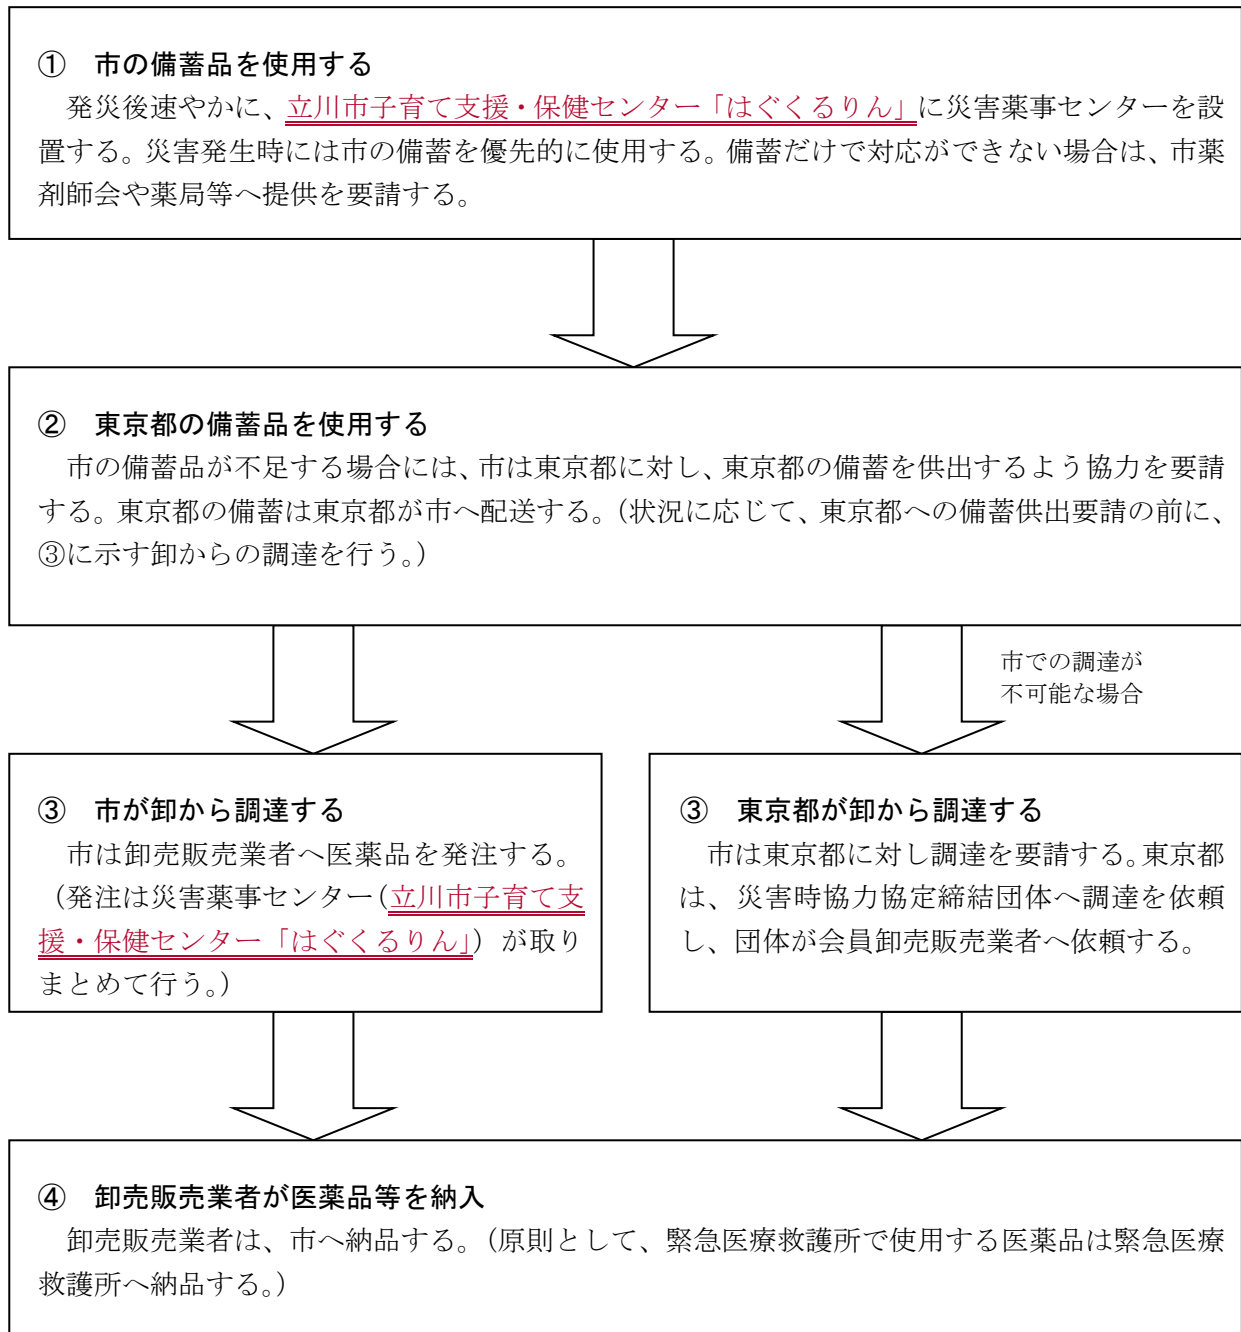 ① 市の備蓄品を使用する
発災後速やかに、立川市子育て支援・保健センター「はぐくるりん」に災害薬事センターを設
置する。災害発生時には市の備蓄を優先的に使用する。備蓄だけで対応ができない場合は、市薬
剤師会や薬局等へ提供を要請する。
② 東京都の備蓄品を使用する
市の備蓄品が不足する場合には、市は東京都に対し、東京都の備蓄を供出するよう協力を要請
する。東京都の備蓄は東京都が市へ配送する。（状況に応じて、東京都への備蓄供出要請の前に、
③に示す卸からの調達を行う。）
市での調達が
不可能な場合
③ 市が卸から調達する
市は卸売販売業者へ医薬品を発注する。
（発注は災害薬事センター（立川市子育て支
援・保健センター「はぐくるりん」）が取り
まとめて行う。）
③ 東京都が卸から調達する
市は東京都に対し調達を要請する。東京都
は、災害時協力協定締結団体へ調達を依頼
し、団体が会員卸売販売業者へ依頼する。
④ 卸売販売業者が医薬品等を納入
卸売販売業者は、市へ納品する。（原則として、緊急医療救護所で使用する医薬品は緊急医療
救護所へ納品する。）